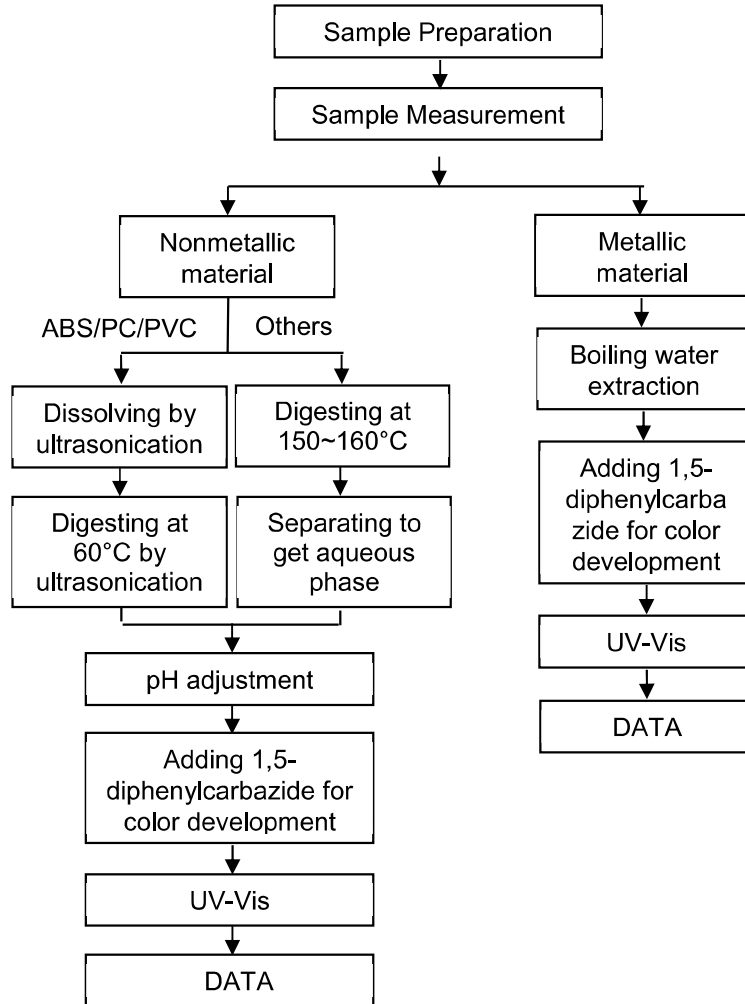 Sample Preparation
Sample Measurement
Nonmetallic
material
Metallic
material
ABS/PC/PVC
Others
Boiling water
extraction
Dissolving by
ultrasonication
Digesting at
150~160°C
Adding 1,5-
diphenylcarba
zide for color
development
Digesting at
60°C by
ultrasonication
Separating to
get aqueous
phase
UV-Vis
pH adjustment
DATA
Adding 1,5-
diphenylcarbazide for
color development
UV-Vis
DATA